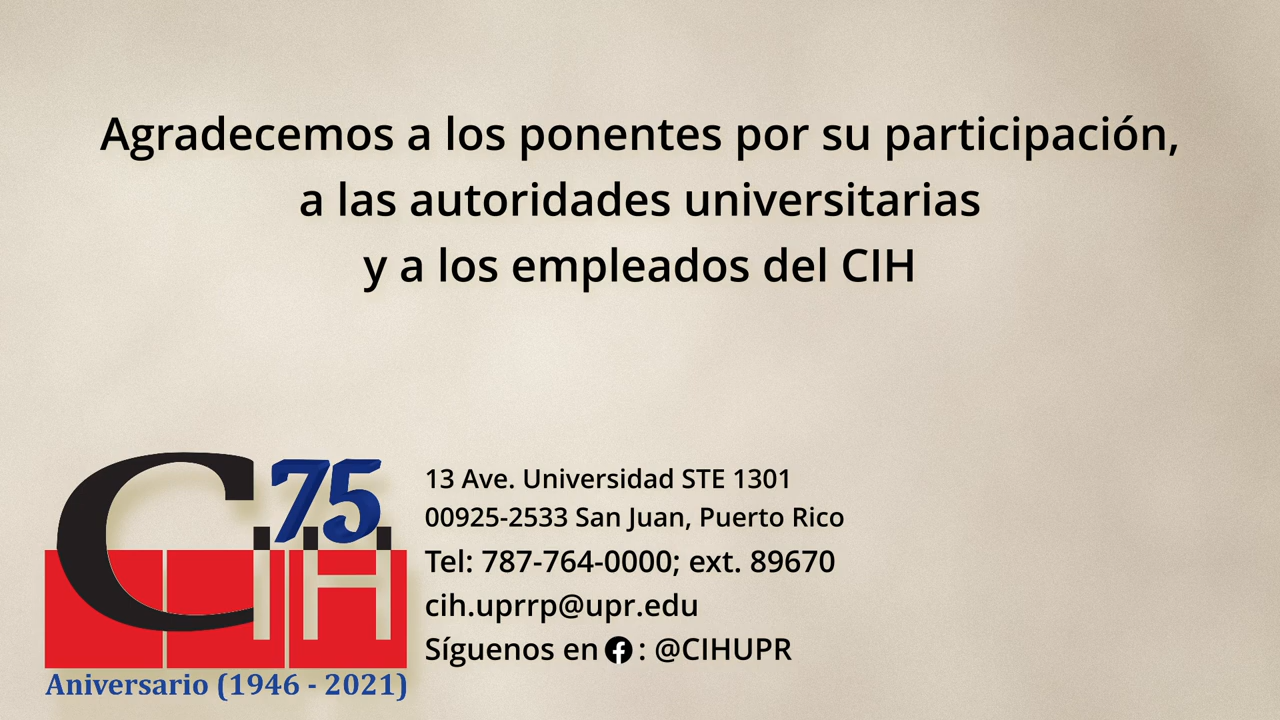 Agradecemos a los ponentes por su participación,
a las autoridades universitarias
y a los empleados del CIH
CIH
75
Aniversario (1946 - 2021)
13 Ave. Universidad STE 1301
00925-2533 San Juan, Puerto Rico
Tel: 787-764-0000; ext. 89670
cih.uprrp@upr.edu
Síguenos en : @CIHUPR